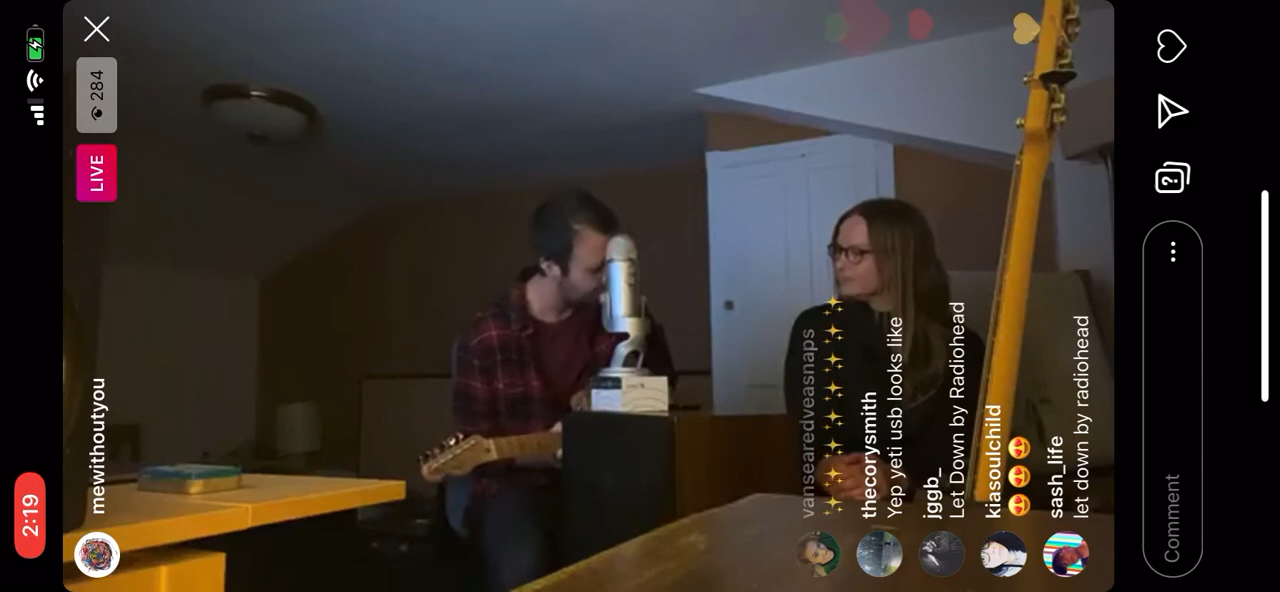 2:19
mewithoutyou
LIVE
284
vansearedveasnaps
thecorysmith
Yep yeti usb looks like
jggb_
Let Down by Radiohead
kiasoulchild
sash_life
let down by radiohead
Comment